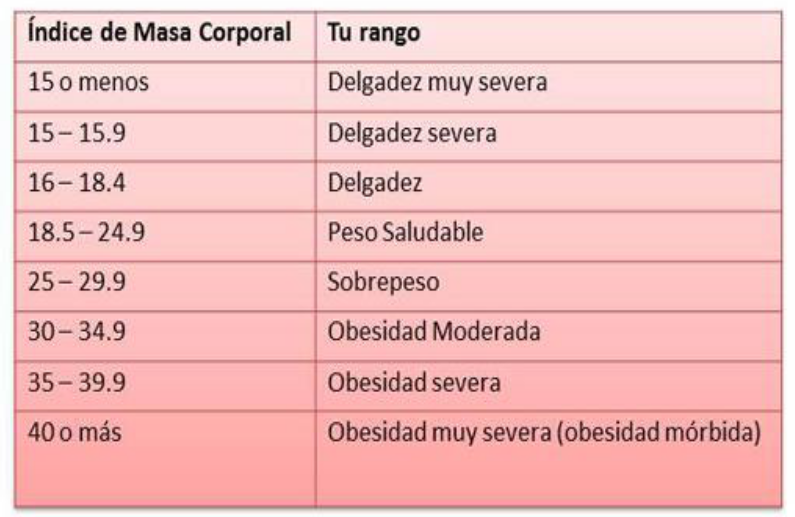 Índice de Masa Corporal Tu rango
15 o menos Delgadez muy severa
15 – 15.9 Delgadez severa
16 – 18.4 Delgadez
18.5 – 24.9 Peso Saludable
25 – 29.9 Sobrepeso
30 – 34.9 Obesidad Moderada
35 – 39.9 Obesidad severa
40 o más Obesidad muy severa (obesidad mórbida)